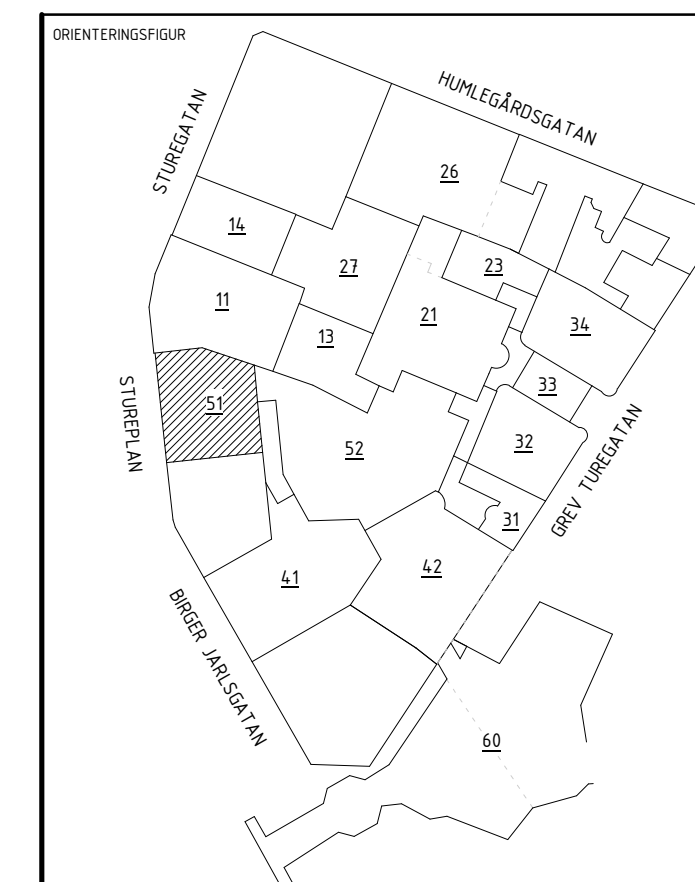 ORIENTERINGSFIGUR
HUMLEGÅRDSGATAN
STUREGATAN
26
14
27
23
11
21
34
13
33
STUREPLAN
51
52
32
GREV TUREGATAN
31
42
41
BIRGER JARLSGATAN
60